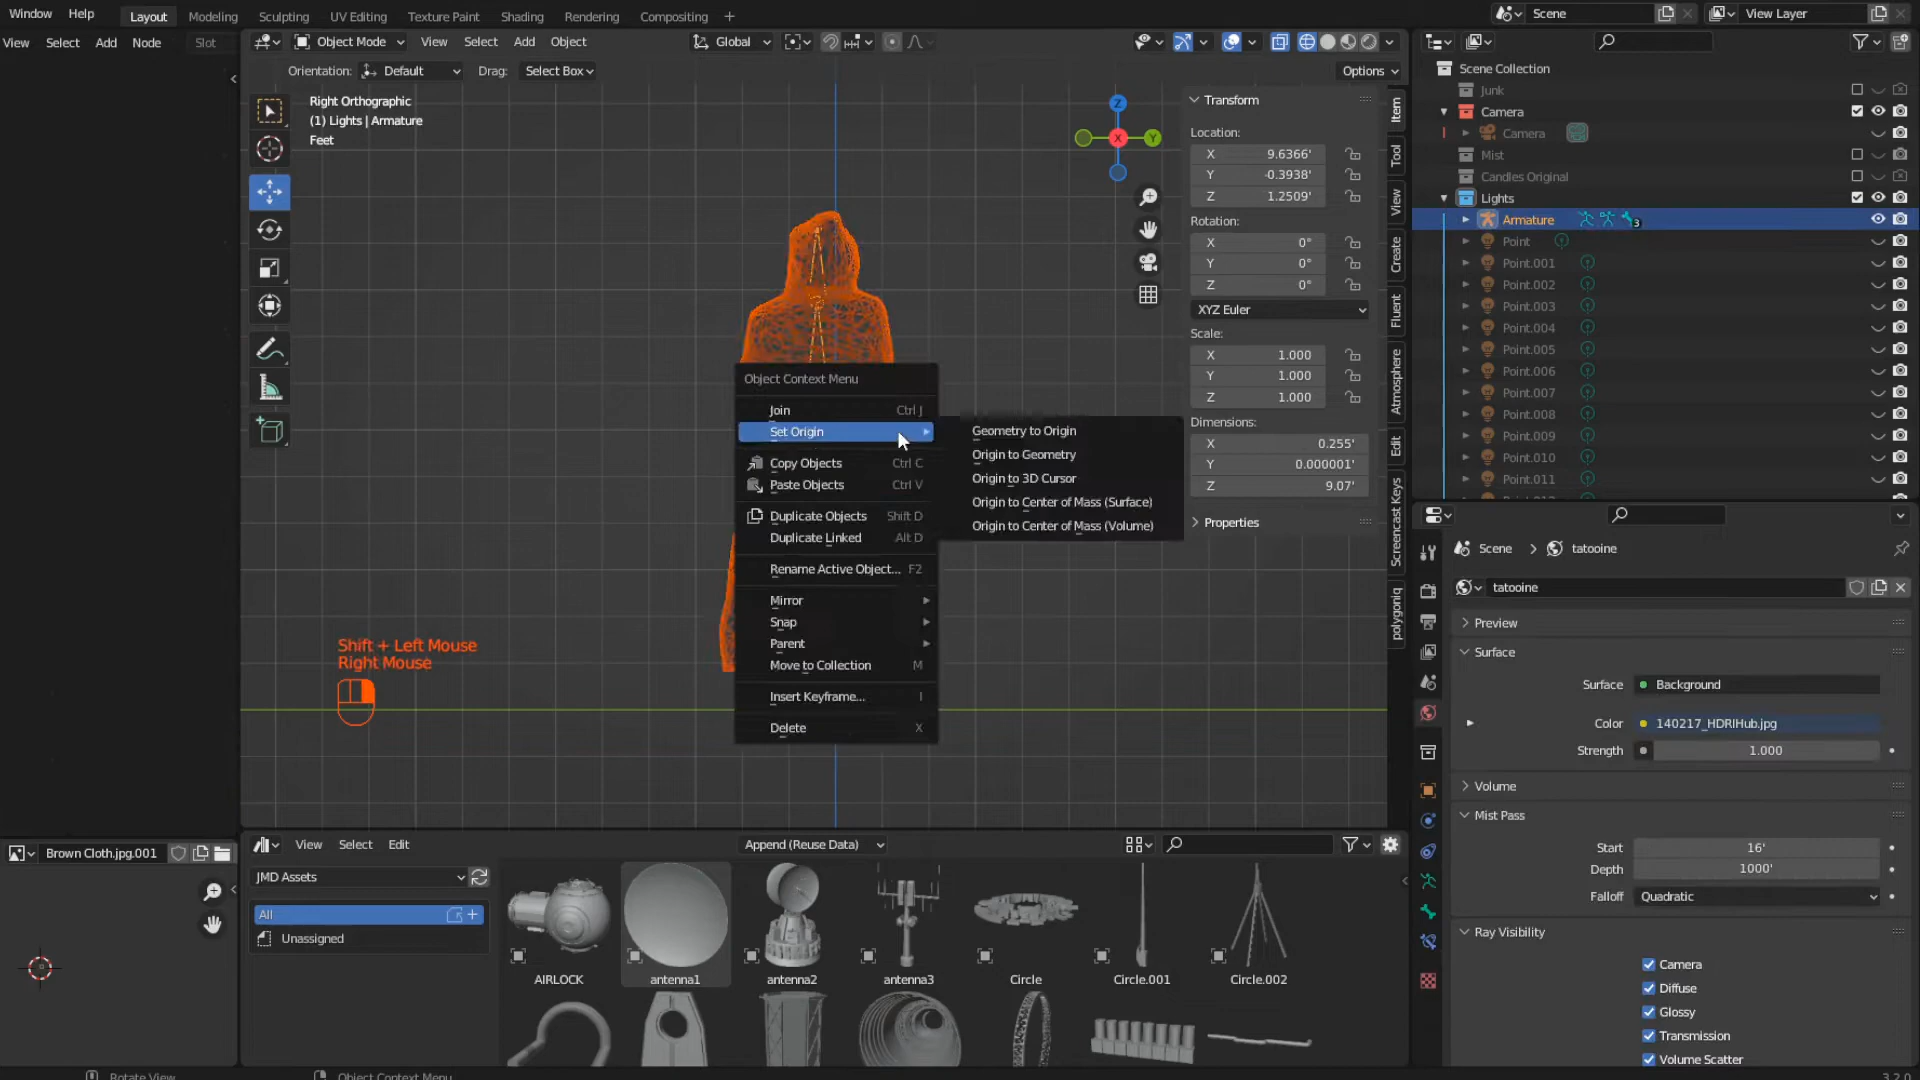 Window Help Layout Modeling Sculpting UV Editing Texture Paint Shading Rendering Compositing + Scene View Layer
View Select Add Node Slot Object Mode View Select Add Object Global
Orientation: Default Drag: Select Box Options
Right Orthographic
(1) Lights | Armature
Feet
Z
Y
X
Transform
Location:
X 9.6366'
Y -0.3938'
Z 1.2509'
Rotation:
X 0°
Y 0°
Z 0°
XYZ Euler
Scale:
X 1.000
Y 1.000
Z 1.000
Dimensions:
X 0.255'
Y 0.000001'
Z 9.07'
Properties
Item
Tool
View
Create
Fluent
Atmosphere
Edit
Screencast Keys
polygoniq
Object Context Menu
Join Ctrl J
Set Origin
Copy Objects Ctrl C
Paste Objects Ctrl V
Duplicate Objects Shift D
Duplicate Linked Alt D
Rename Active Object... F2
Mirror
Snap
Parent
Move to Collection M
Insert Keyframe... I
Delete X
Geometry to Origin
Origin to Geometry
Origin to 3D Cursor
Origin to Center of Mass (Surface)
Origin to Center of Mass (Volume)
Shift + Left Mouse
Right Mouse
Scene Collection
Junk
Camera
Camera
Mist
Candles Original
Lights
Armature 3
Point
Point.001
Point.002
Point.003
Point.004
Point.005
Point.006
Point.007
Point.008
Point.009
Point.010
Point.011
Scene > tatooine
tatooine
Preview
Surface
Surface Background
Color 140217_HDRIHub.jpg
Strength 1.000
Volume
Mist Pass
Start 16'
Depth 1000'
Falloff Quadratic
Ray Visibility
Camera
Diffuse
Glossy
Transmission
Volume Scatter
Brown Cloth.jpg.001
View Select Edit Append (Reuse Data)
JMD Assets
All
Unassigned
AIRLOCK antenna1 antenna2 antenna3 Circle Circle.001 Circle.002
Rotate View Object Context Menu 3.2.0